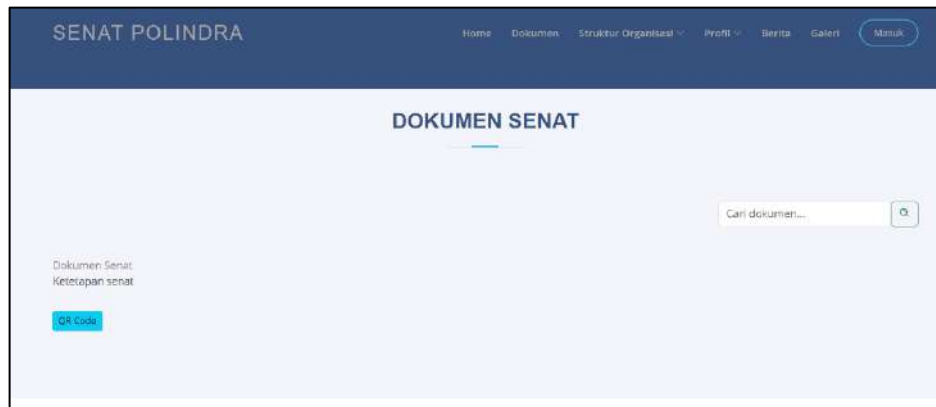 SENAT POLINDRA
Home Dokumen Struktur Organisasi Profil Berita Galeri Masuk
DOKUMEN SENAT
Cari dokumen...
Dokumen Senat
Ketetapan senat
QR Code